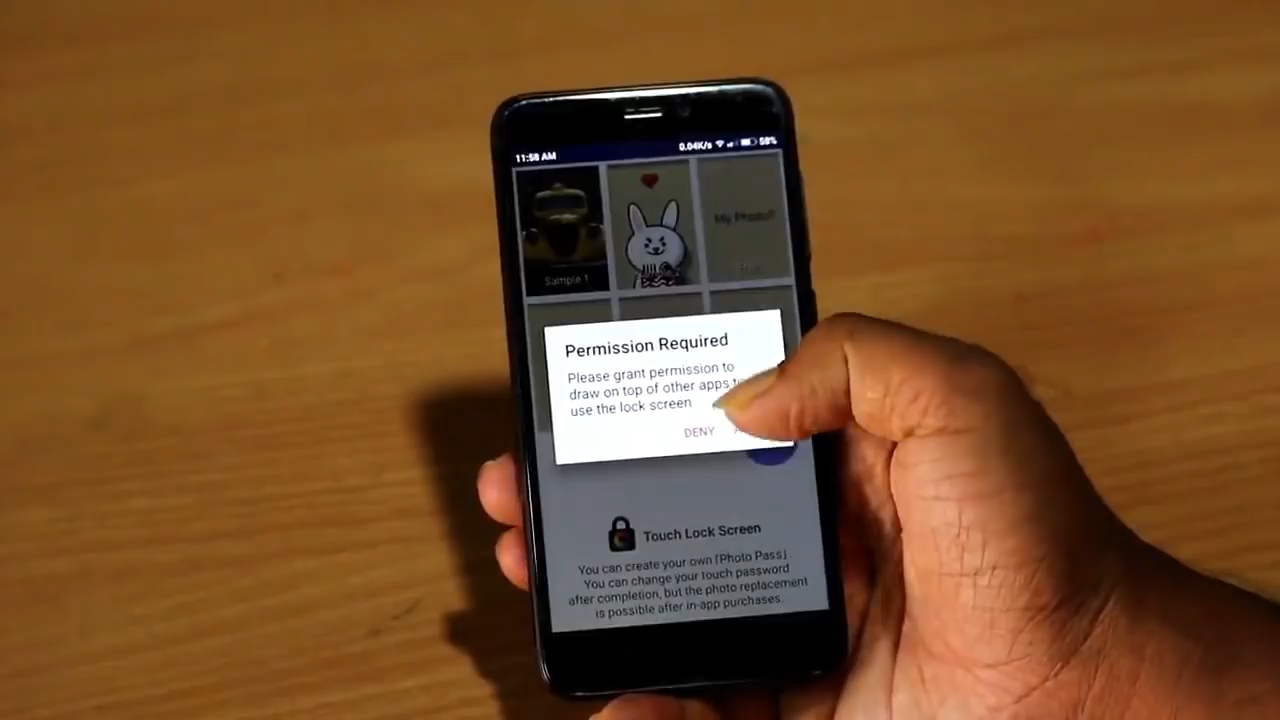 11:58 AM
0.04K/s
58%
Sample 1
My Photo!!
Permission Required
Please grant permission to
draw on top of other apps
use the lock screen
DENY
Touch Lock Screen
You can create your own「Photo Pass」.
You can change your touch password
after completion, but the photo replacement
is possible after in-app purchases.